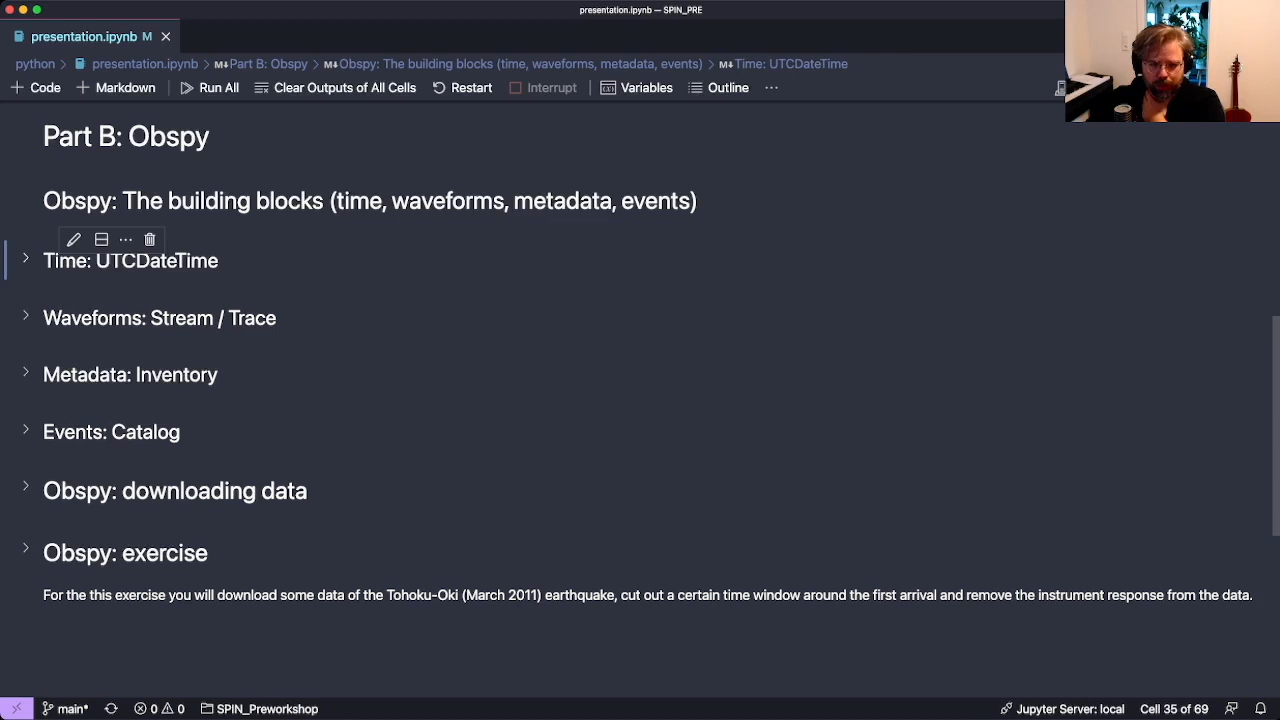 presentation.ipynb — SPIN_PRE
presentation.ipynb M
python > presentation.ipynb > M↓Part B: Obspy > M↓Obspy: The building blocks (time, waveforms, metadata, events) > M↓Time: UTCDateTime
+ Code + Markdown Run All Clear Outputs of All Cells Restart Interrupt Variables Outline ...
Part B: Obspy
Obspy: The building blocks (time, waveforms, metadata, events)
Time: UTCDateTime
Waveforms: Stream / Trace
Metadata: Inventory
Events: Catalog
Obspy: downloading data
Obspy: exercise
For the this exercise you will download some data of the Tohoku-Oki (March 2011) earthquake, cut out a certain time window around the first arrival and remove the instrument response from the data.
main* 0 0 SPIN_Preworkshop Jupyter Server: local Cell 35 of 69